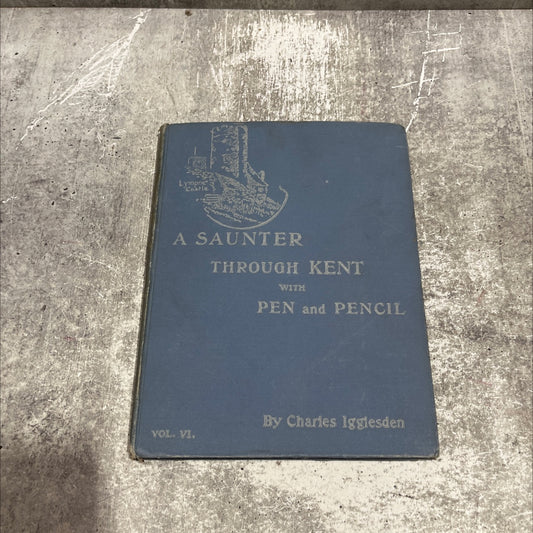 Lympne
Castle
A SAUNTER
THROUGH KENT
WITH
PEN and PENCIL
By Charles Igglesden
VOL. VI.